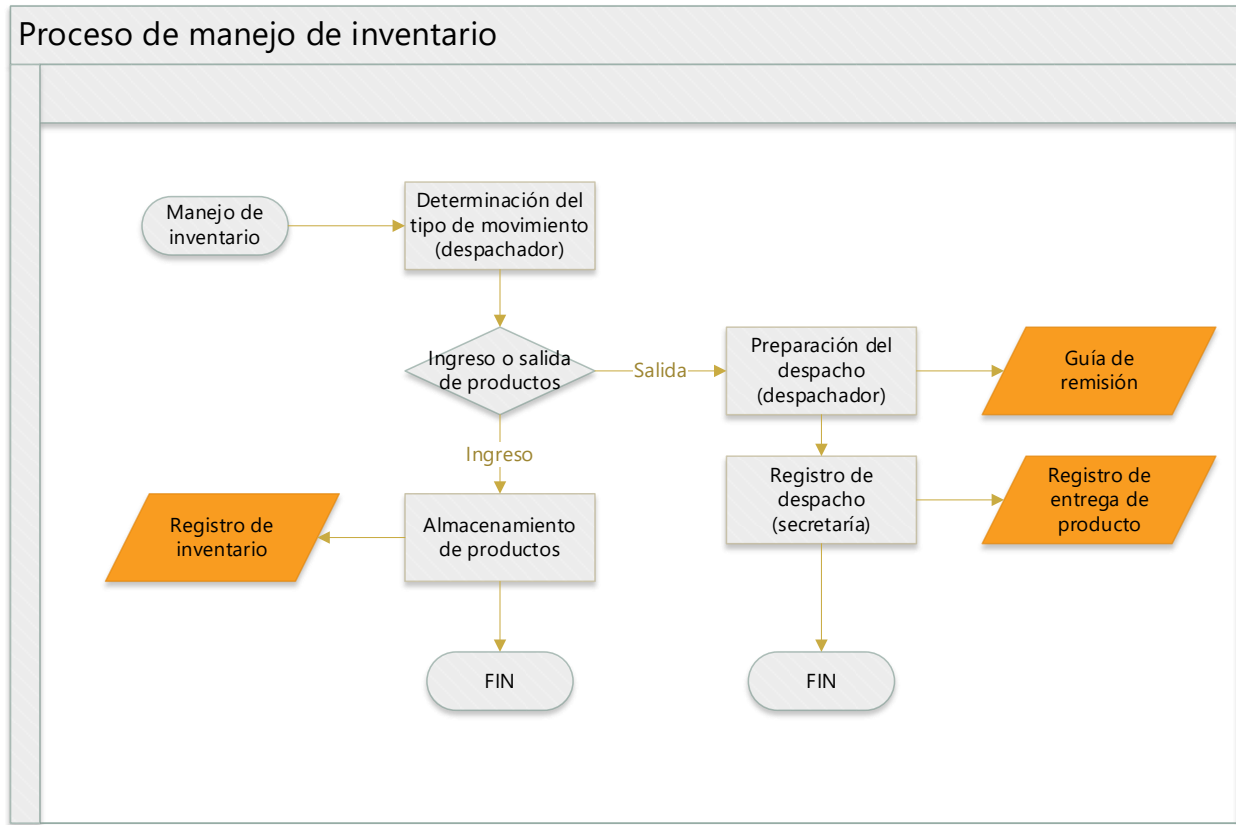 Proceso de manejo de inventario
Manejo de
inventario
Determinación del
tipo de movimiento
(despachador)
Ingreso o salida
de productos
Salida
Preparación del
despacho
(despachador)
Guía de
remisión
Ingreso
Registro de
despacho
(secretaría)
Registro de
entrega de
producto
Registro de
inventario
Almacenamiento
de productos
FIN
FIN